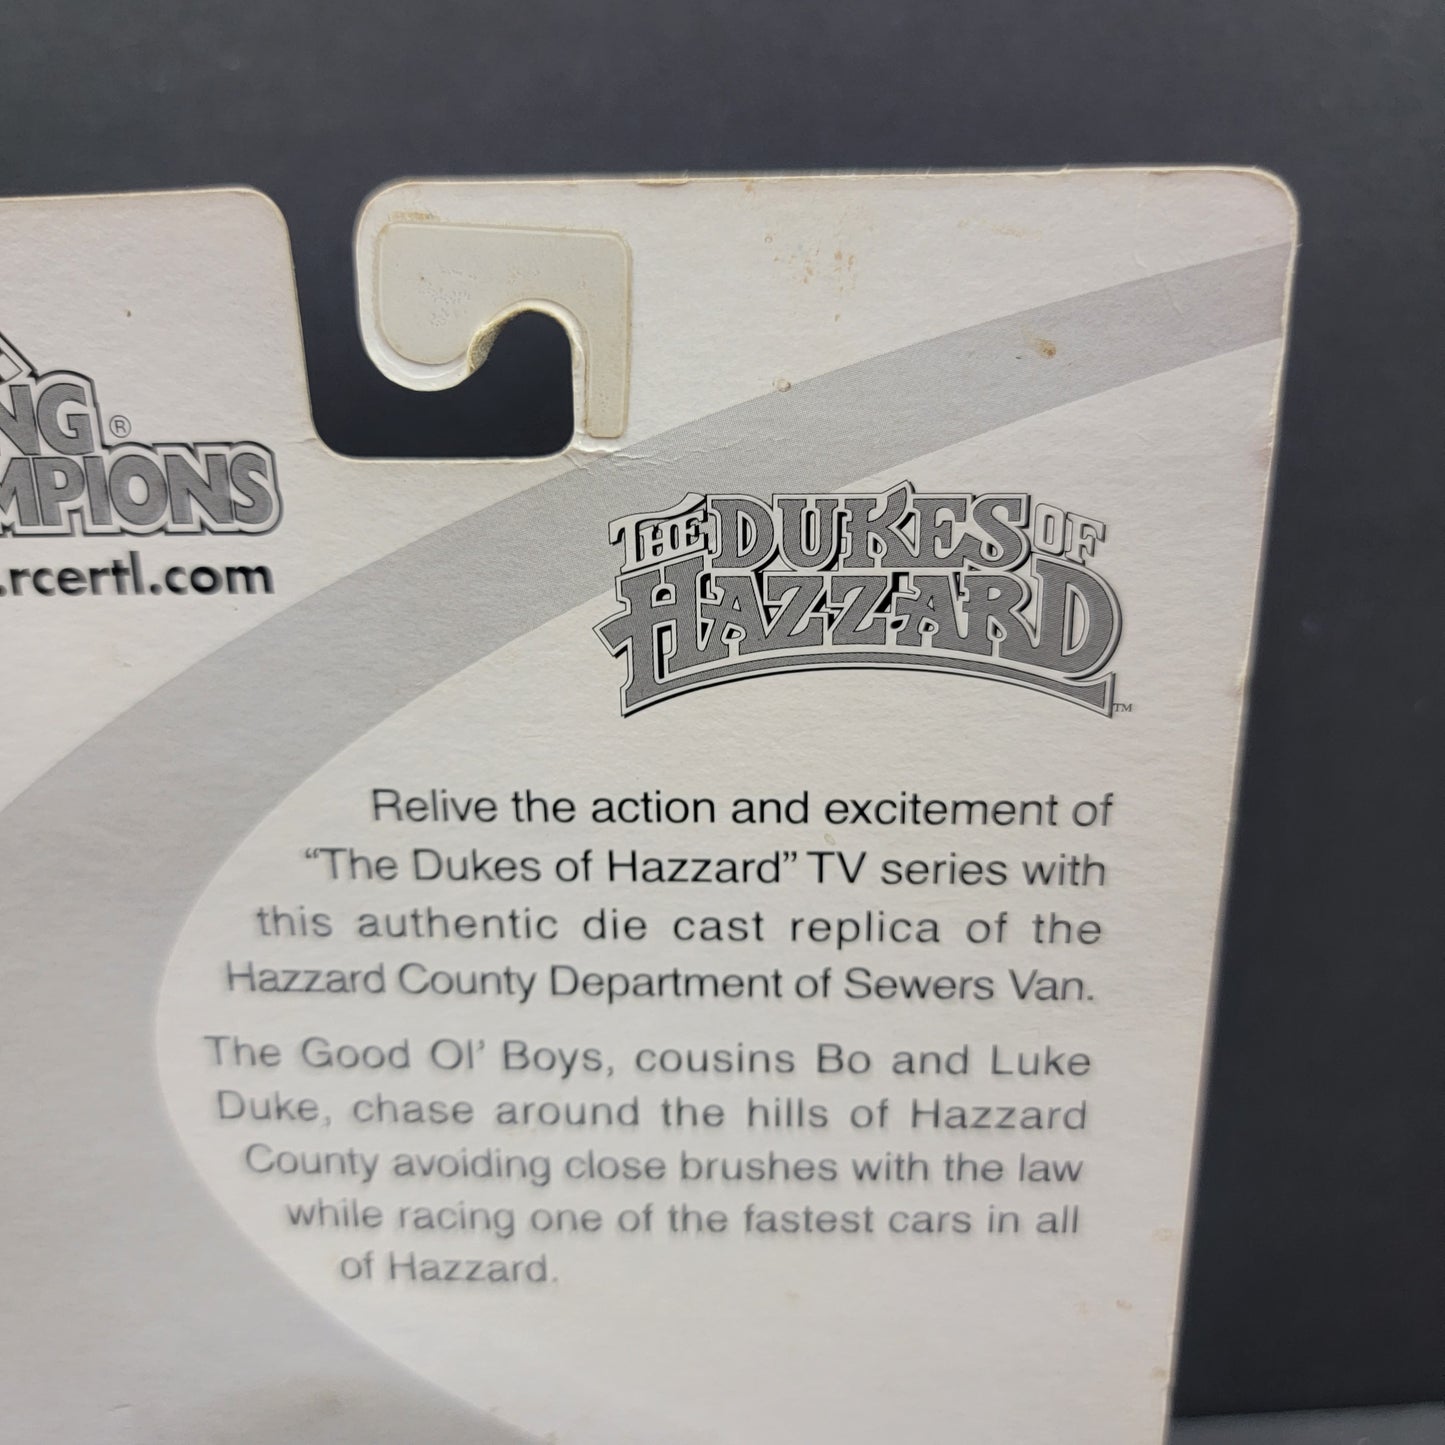 NG ®
MPIONS
.rcertl.com
THE DUKES OF
HAZZARD ™
Relive the action and excitement of
“The Dukes of Hazzard” TV series with
this authentic die cast replica of the
Hazzard County Department of Sewers Van.
The Good Ol’ Boys, cousins Bo and Luke
Duke, chase around the hills of Hazzard
County avoiding close brushes with the law
while racing one of the fastest cars in all
of Hazzard.